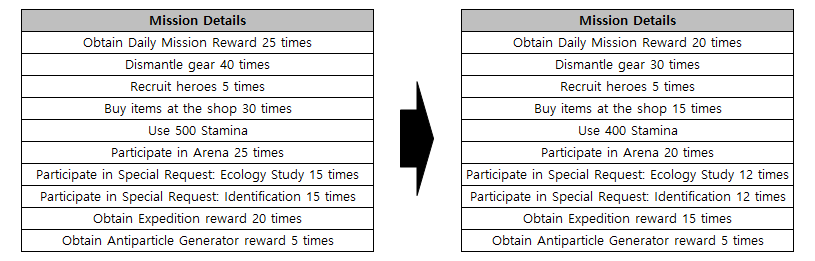 Mission Details
Obtain Daily Mission Reward 25 times
Dismantle gear 40 times
Recruit heroes 5 times
Buy items at the shop 30 times
Use 500 Stamina
Participate in Arena 25 times
Participate in Special Request: Ecology Study 15 times
Participate in Special Request: Identification 15 times
Obtain Expedition reward 20 times
Obtain Antiparticle Generator reward 5 times
Mission Details
Obtain Daily Mission Reward 20 times
Dismantle gear 30 times
Recruit heroes 5 times
Buy items at the shop 15 times
Use 400 Stamina
Participate in Arena 20 times
Participate in Special Request: Ecology Study 12 times
Participate in Special Request: Identification 12 times
Obtain Expedition reward 15 times
Obtain Antiparticle Generator reward 5 times